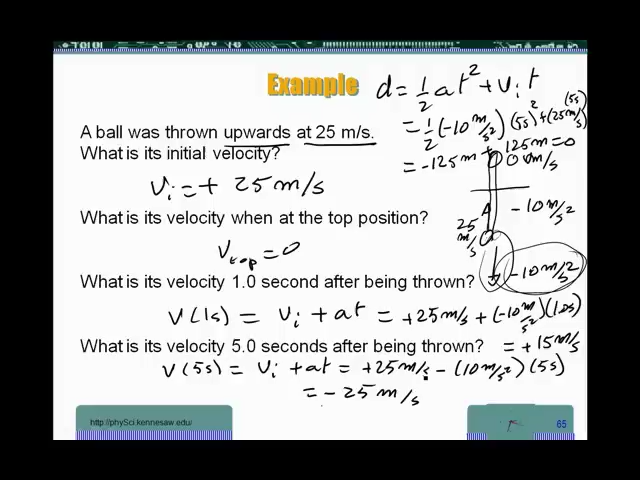 Example
d = 1/2 at² + vᵢ t
A ball was thrown upwards at 25 m/s.
= 1/2 (-10 m/s²) (5s)² + (25 m/s) (5s)
What is its initial velocity?
= -125 m + 125 m = 0
0 m/s
vᵢ = + 25 m/s
-10 m/s²
What is its velocity when at the top position?
25 m/s
v top = 0
-10 m/s²
What is its velocity 1.0 second after being thrown?
v(1s) = vᵢ + at = +25 m/s + (-10 m/s²)(1.0s)
= +15 m/s
What is its velocity 5.0 seconds after being thrown?
v(5s) = vᵢ + at = +25 m/s - (10 m/s²)(5s)
= - 25 m/s
http://phySci.kennesaw.edu/
65